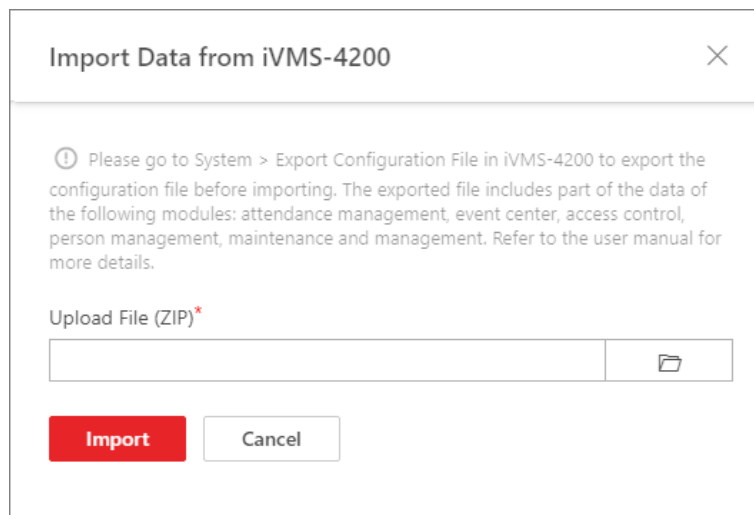 Import Data from iVMS-4200
Please go to System > Export Configuration File in iVMS-4200 to export the
configuration file before importing. The exported file includes part of the data of
the following modules: attendance management, event center, access control,
person management, maintenance and management. Refer to the user manual for
more details.
Upload File (ZIP)*
Import
Cancel